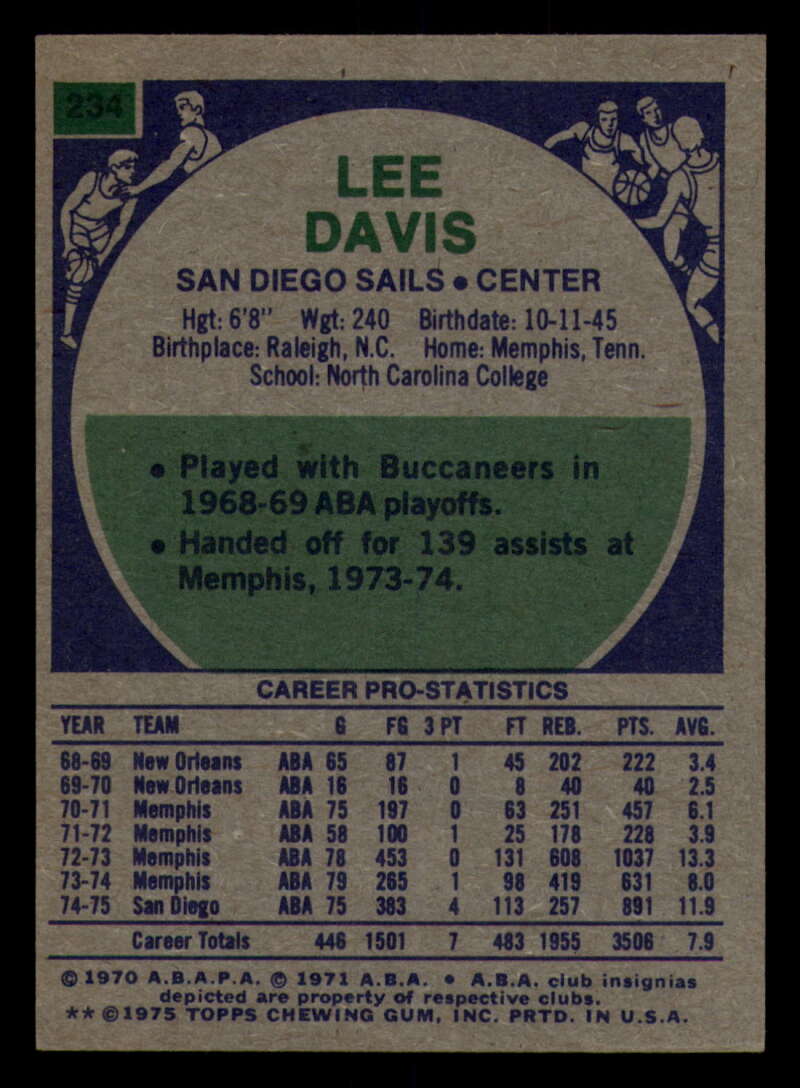 234
LEE
DAVIS
SAN DIEGO SAILS • CENTER
Hgt: 6'8" Wgt: 240 Birthdate: 10-11-45
Birthplace: Raleigh, N.C. Home: Memphis, Tenn.
School: North Carolina College
• Played with Buccaneers in
1968-69 ABA playoffs.
• Handed off for 139 assists at
Memphis, 1973-74.
CAREER PRO-STATISTICS
YEAR TEAM G FG 3 PT FT REB. PTS. AVG.
68-69 New Orleans ABA 65 87 1 45 202 222 3.4
69-70 New Orleans ABA 16 16 0 8 40 40 2.5
70-71 Memphis ABA 75 197 0 63 251 457 6.1
71-72 Memphis ABA 58 100 1 25 178 228 3.9
72-73 Memphis ABA 78 453 0 131 608 1037 13.3
73-74 Memphis ABA 79 265 1 98 419 631 8.0
74-75 San Diego ABA 75 383 4 113 257 891 11.9
Career Totals 446 1501 7 483 1955 3506 7.9
© 1970 A.B.A.P.A. © 1971 A.B.A. • A.B.A. club insignias
depicted are property of respective clubs.
** © 1975 TOPPS CHEWING GUM, INC. PRTD. IN U.S.A.